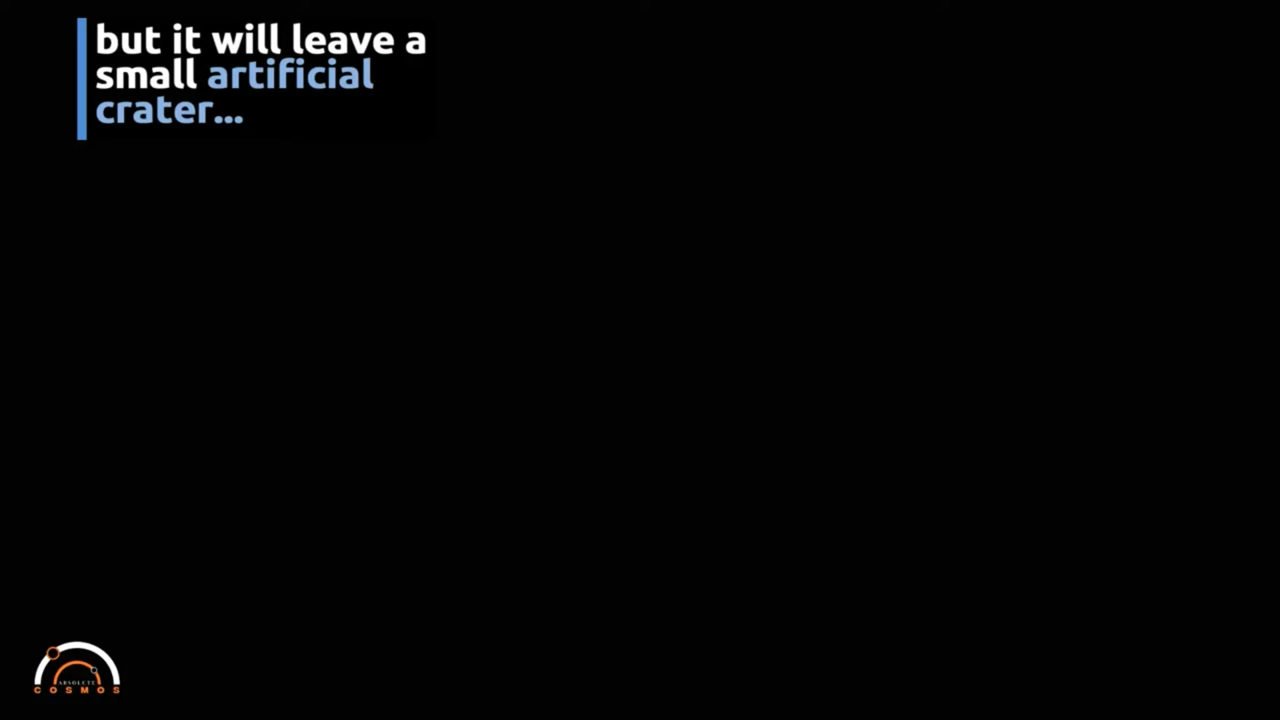 but it will leave a
small artificial
crater...
ABSOLUTE
COSMOS